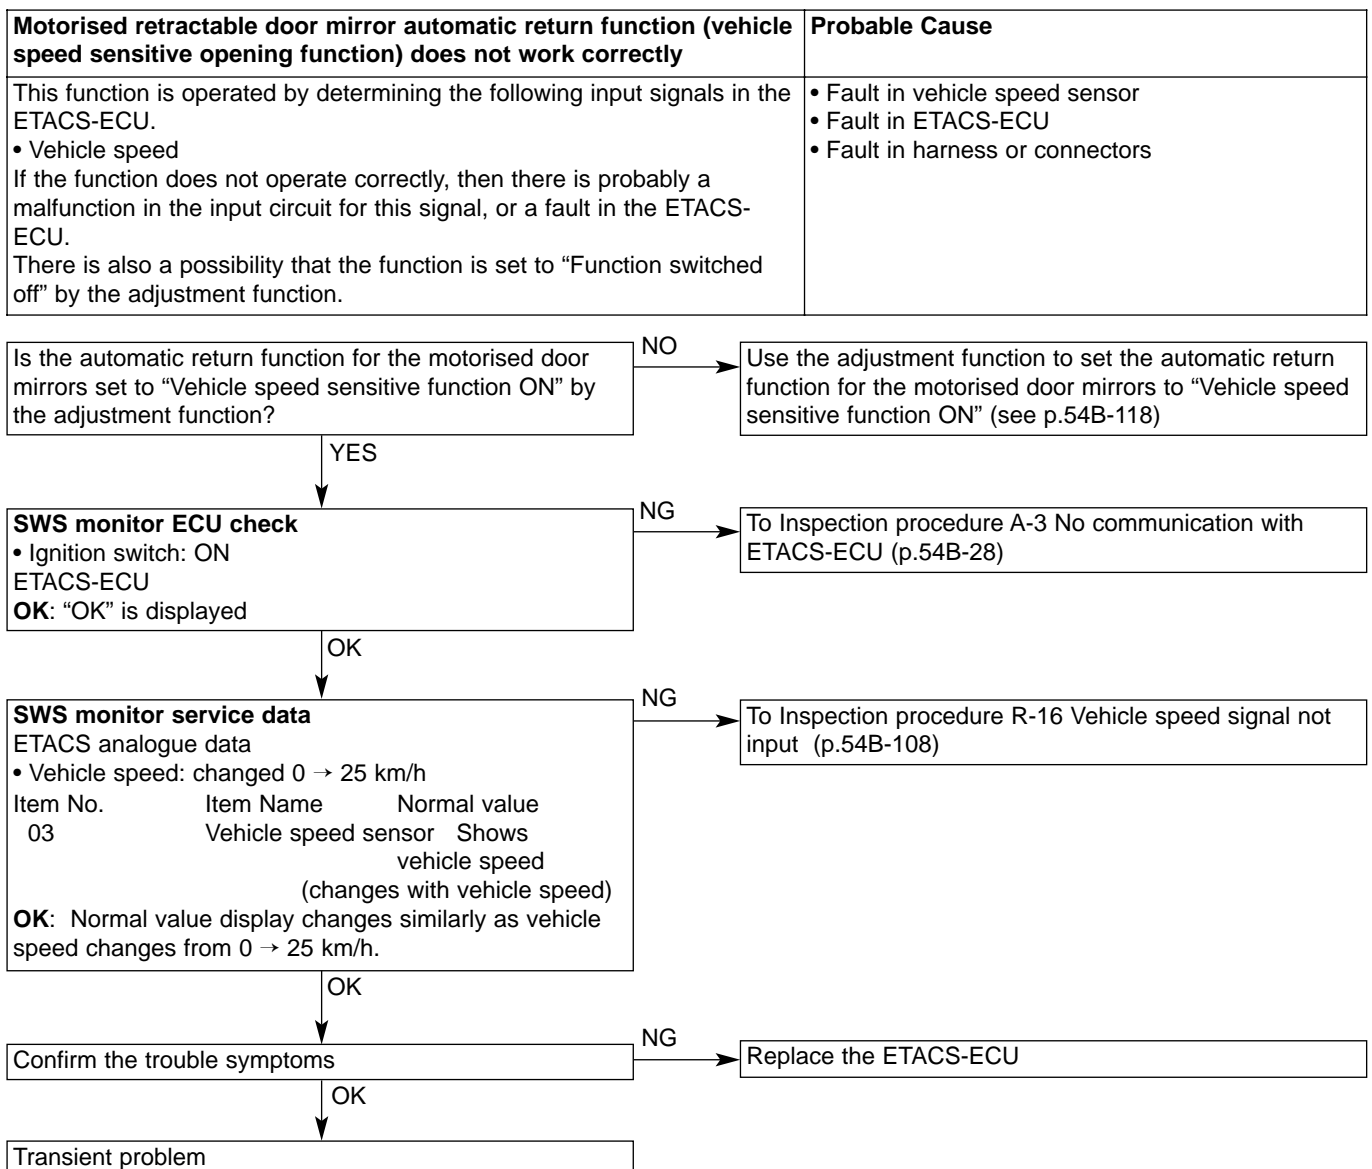 Motorised retractable door mirror automatic return function (vehicle
speed sensitive opening function) does not work correctly
Probable Cause
This function is operated by determining the following input signals in the
ETACS-ECU.
• Vehicle speed
If the function does not operate correctly, then there is probably a
malfunction in the input circuit for this signal, or a fault in the ETACS-
ECU.
There is also a possibility that the function is set to “Function switched
off” by the adjustment function.
• Fault in vehicle speed sensor
• Fault in ETACS-ECU
• Fault in harness or connectors
Is the automatic return function for the motorised door
mirrors set to “Vehicle speed sensitive function ON” by
the adjustment function?
NO
Use the adjustment function to set the automatic return
function for the motorised door mirrors to “Vehicle speed
sensitive function ON” (see p.54B-118)
YES
SWS monitor ECU check
• Ignition switch: ON
ETACS-ECU
OK: “OK” is displayed
NG
To Inspection procedure A-3 No communication with
ETACS-ECU (p.54B-28)
OK
SWS monitor service data
ETACS analogue data
• Vehicle speed: changed 0 → 25 km/h
Item No. Item Name Normal value
03 Vehicle speed sensor Shows
vehicle speed
(changes with vehicle speed)
OK: Normal value display changes similarly as vehicle
speed changes from 0 → 25 km/h.
NG
To Inspection procedure R-16 Vehicle speed signal not
input (p.54B-108)
OK
Confirm the trouble symptoms
NG
Replace the ETACS-ECU
OK
Transient problem